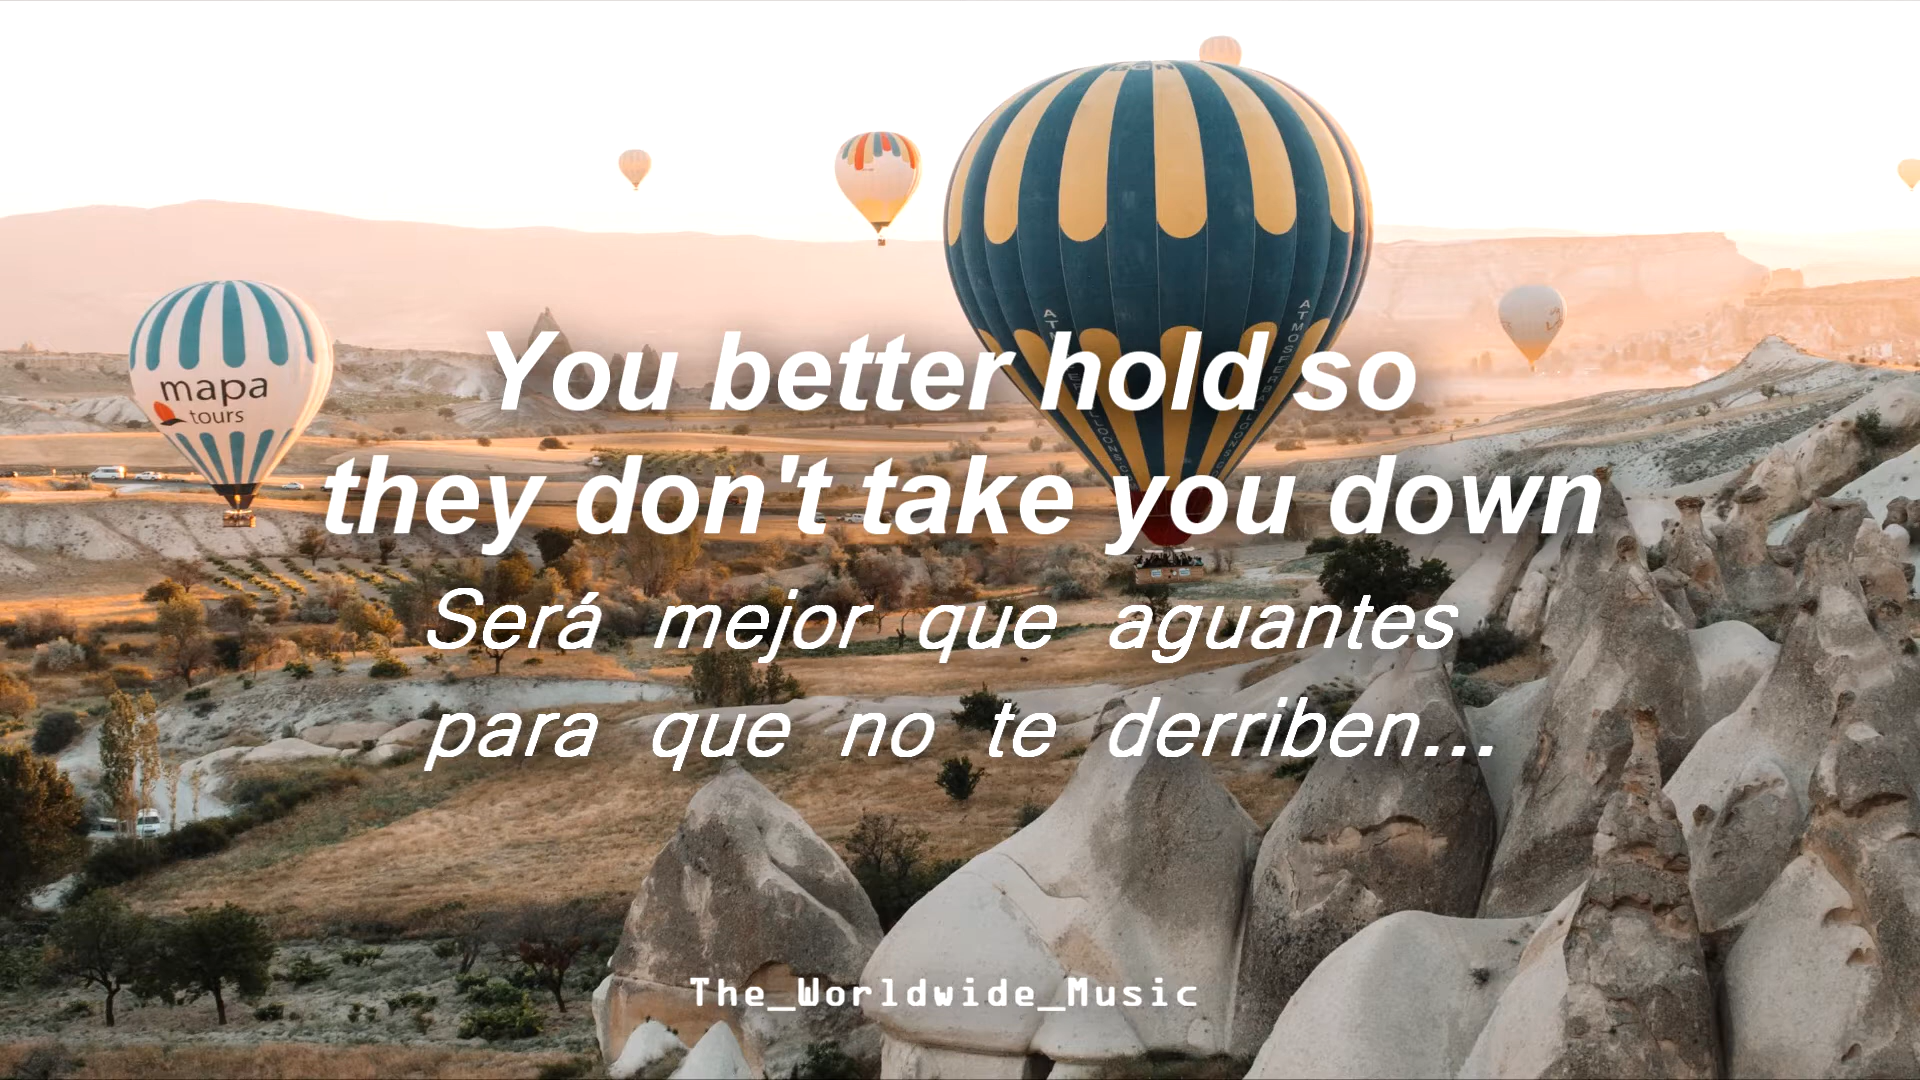 mapa
tours
You better hold so
they don't take you down
Será mejor que aguantes
para que no te derriben...
The_Worldwide_Music